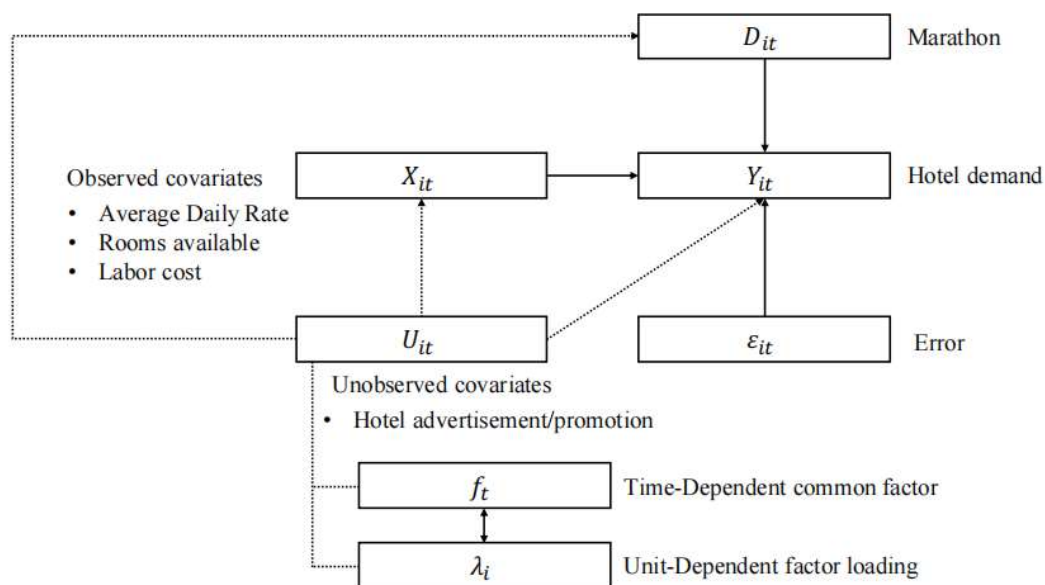 D_it Marathon
Observed covariates
• Average Daily Rate
• Rooms available
• Labor cost
X_it
Y_it Hotel demand
U_it
ε_it Error
Unobserved covariates
• Hotel advertisement/promotion
f_t Time-Dependent common factor
λ_i Unit-Dependent factor loading